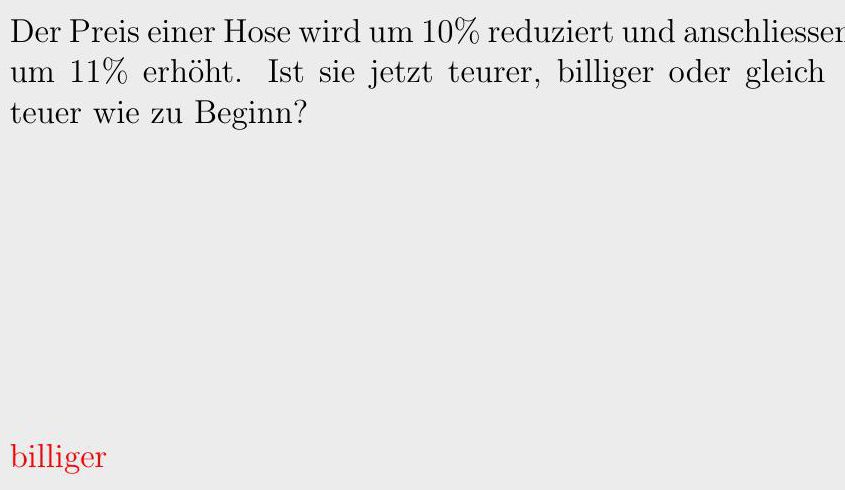 Der Preis einer Hose wird um 10% reduziert und anschliessen
um 11% erhöht. Ist sie jetzt teurer, billiger oder gleich
teuer wie zu Beginn?
billiger